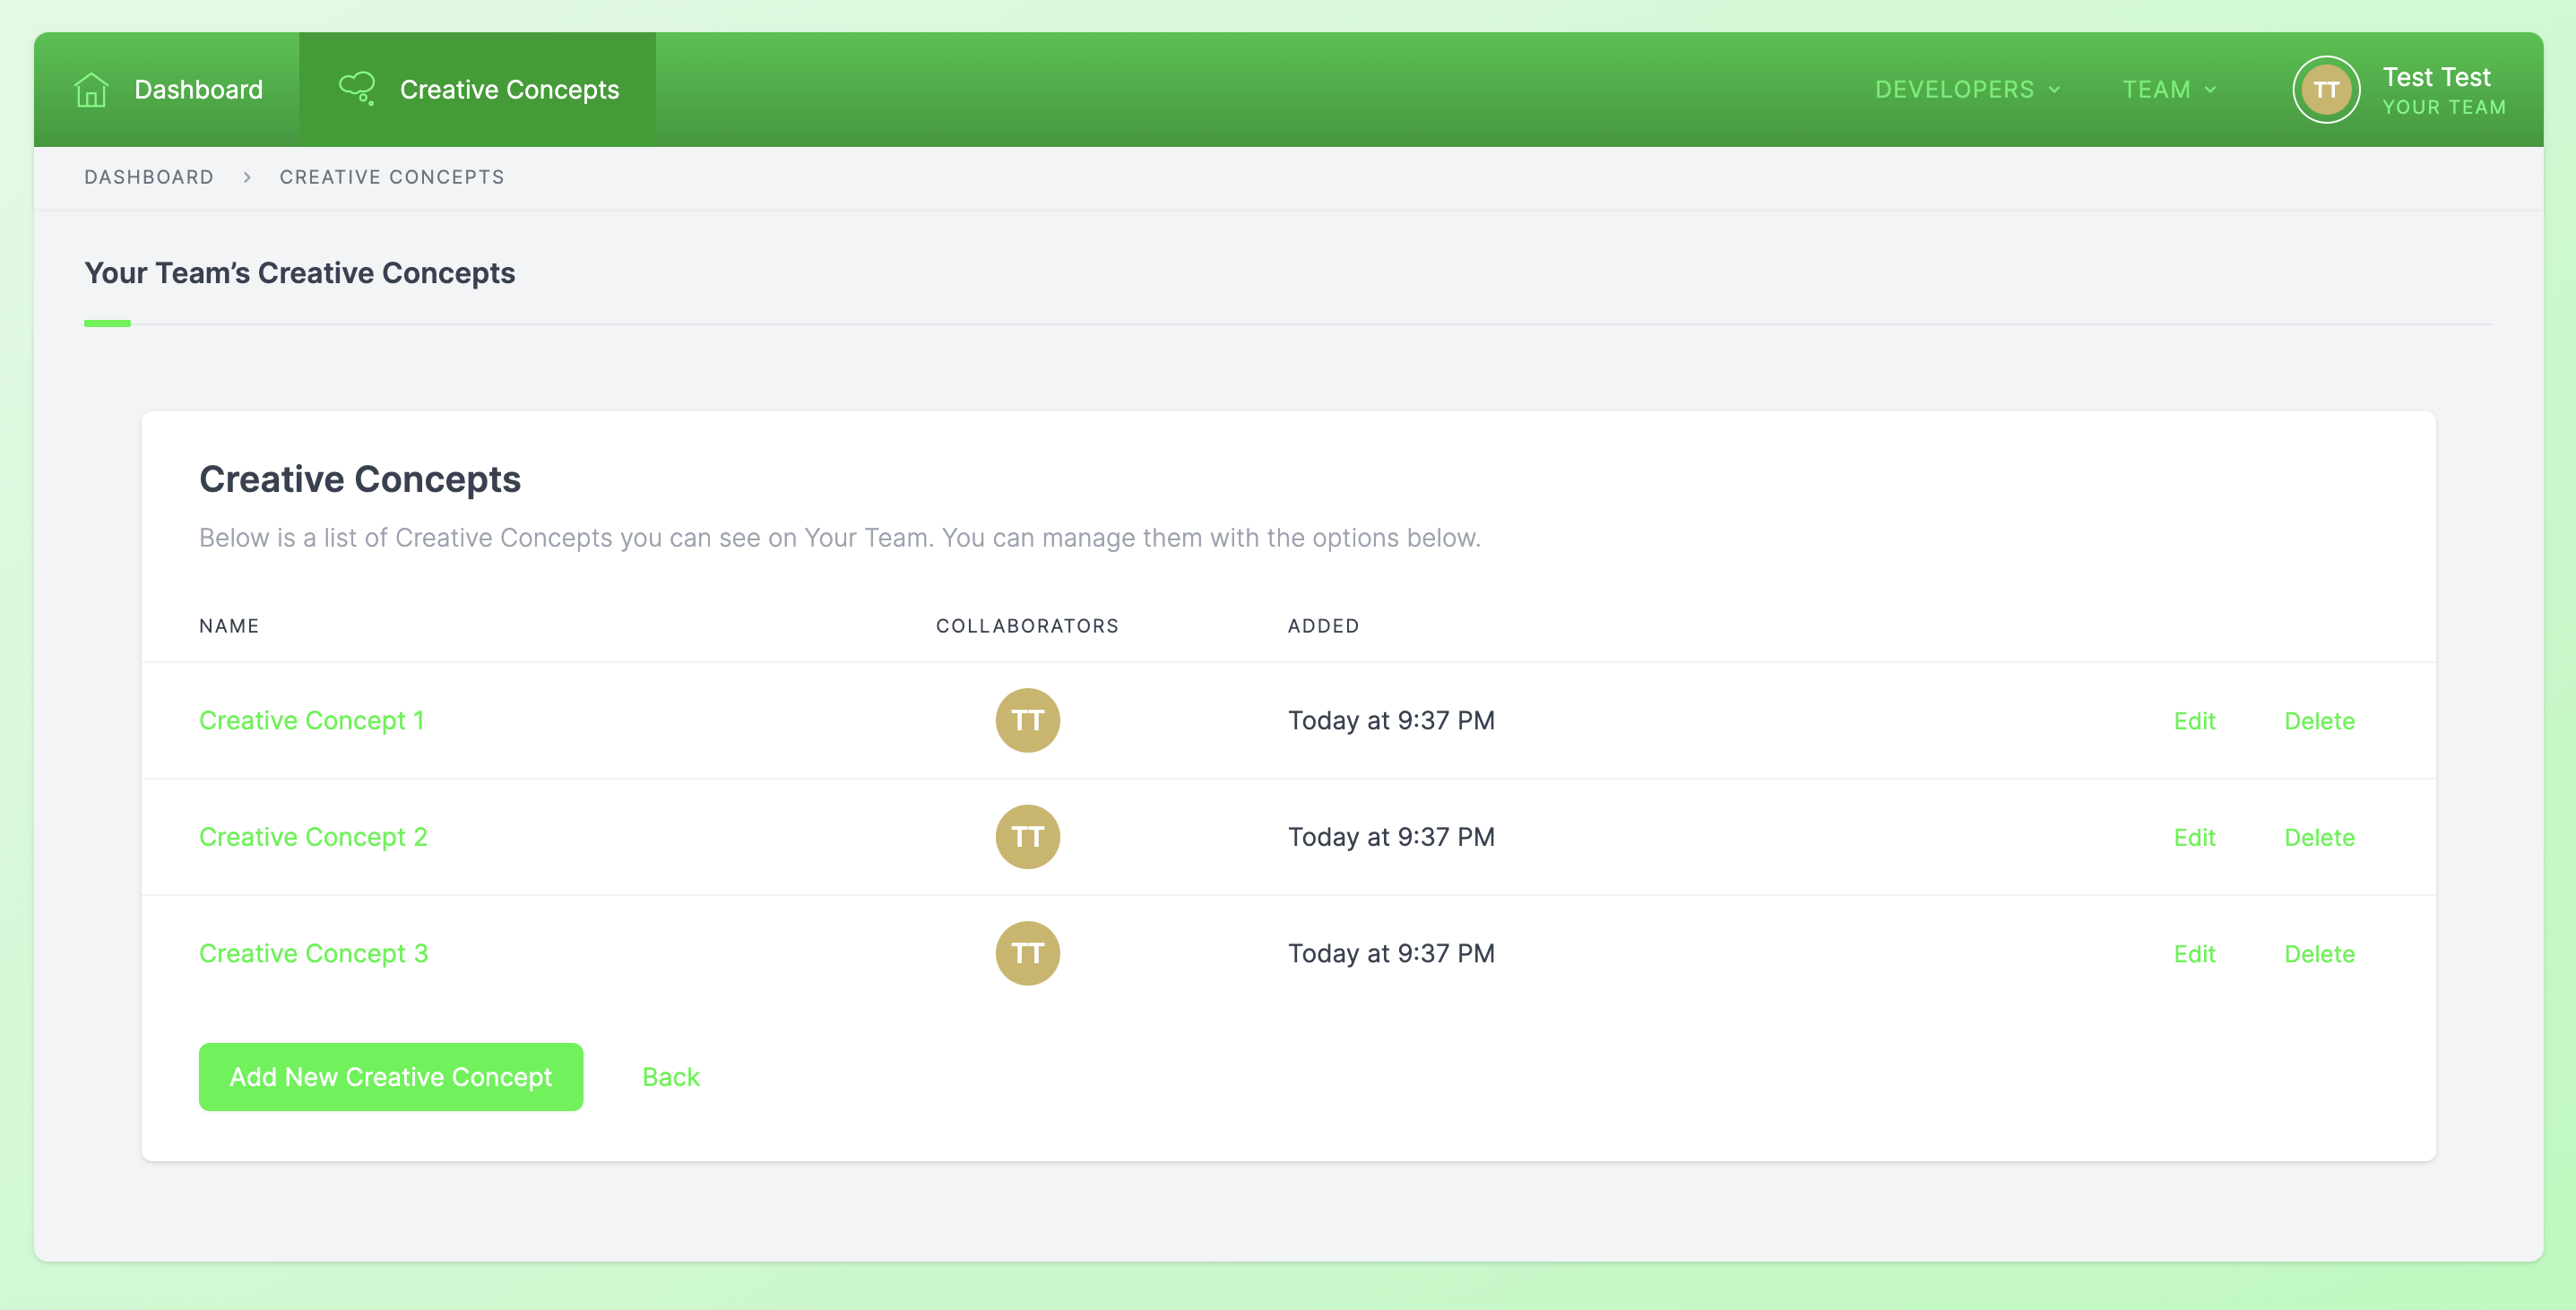 Dashboard
Creative Concepts
DEVELOPERS
TEAM
TT
Test Test
YOUR TEAM
DASHBOARD > CREATIVE CONCEPTS
Your Team’s Creative Concepts
Creative Concepts
Below is a list of Creative Concepts you can see on Your Team. You can manage them with the options below.
NAME COLLABORATORS ADDED
Creative Concept 1 TT Today at 9:37 PM Edit Delete
Creative Concept 2 TT Today at 9:37 PM Edit Delete
Creative Concept 3 TT Today at 9:37 PM Edit Delete
Add New Creative Concept Back